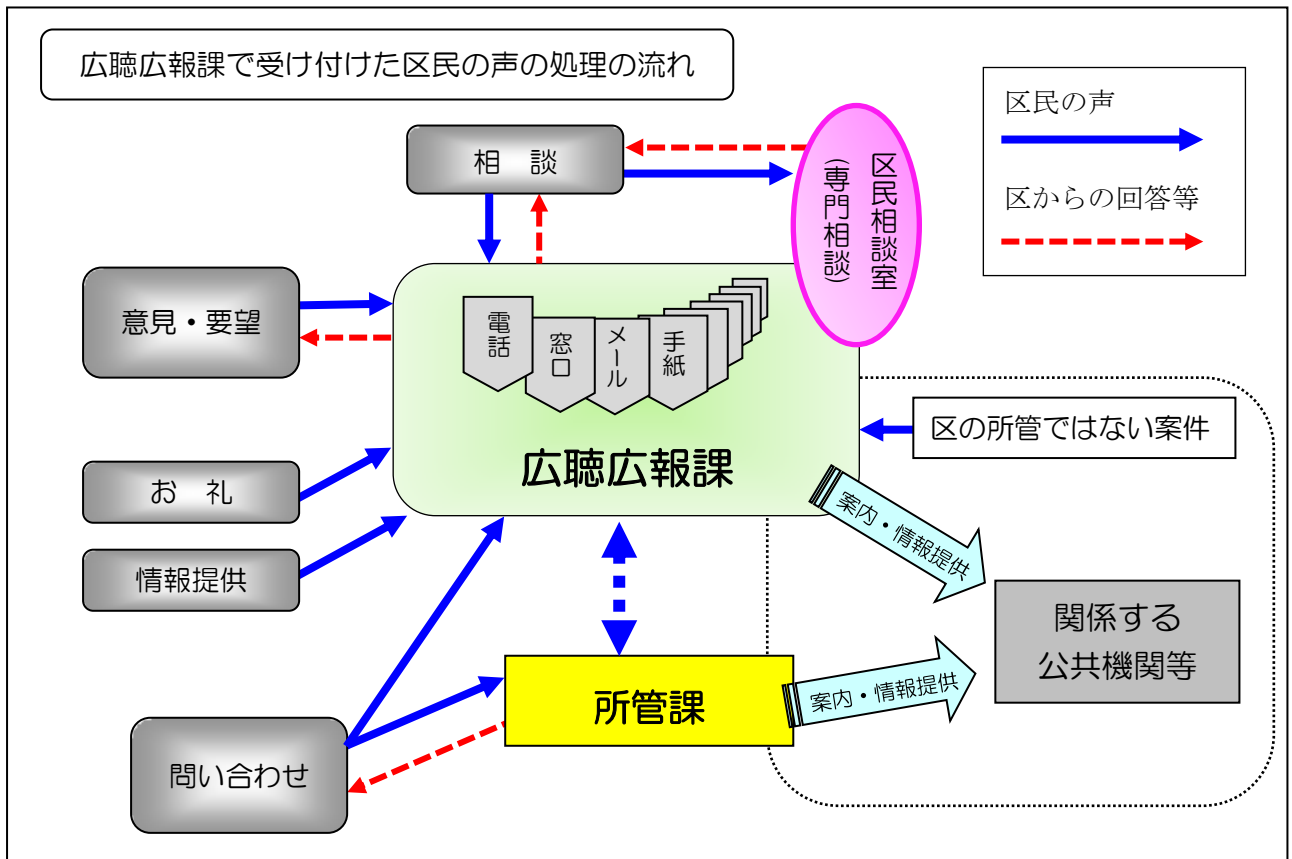 広聴広報課で受け付けた区民の声の処理の流れ
区民の声
区からの回答等
相　談
区民相談室
(専門相談)
意見・要望
電話
窓口
メール
手紙
広聴広報課
区の所管ではない案件
お　礼
情報提供
案内・情報提供
関係する
公共機関等
所管課
案内・情報提供
問い合わせ